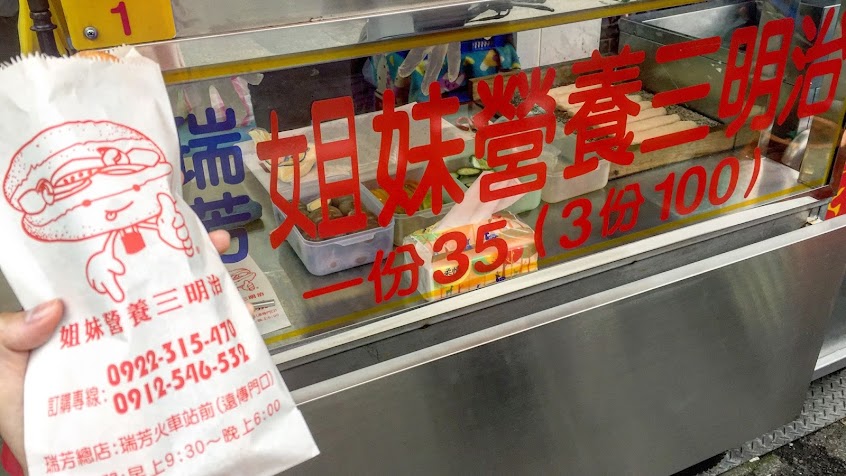 1
瑞芳
姐妹營養三明治
一份35.(3份100)
姐妹營養三明治
訂購專線:
0922-315-470
0912-546-532
瑞芳總店:瑞芳火車站前(遠傳門口)
早上9:30～晚上6:00